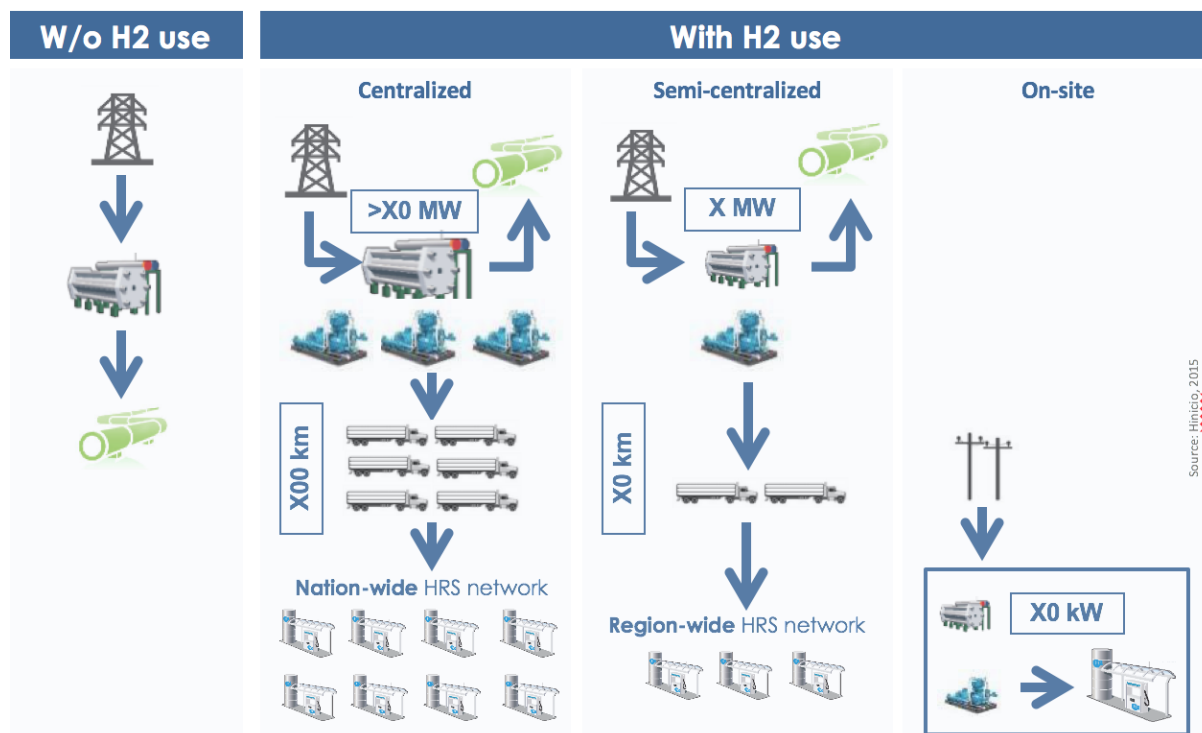 W/o H2 use
With H2 use
Centralized
Semi-centralized
On-site
>X0 MW
X MW
X00 km
X0 km
Nation-wide HRS network
Region-wide HRS network
X0 kW
Source: Hinicio, 2015